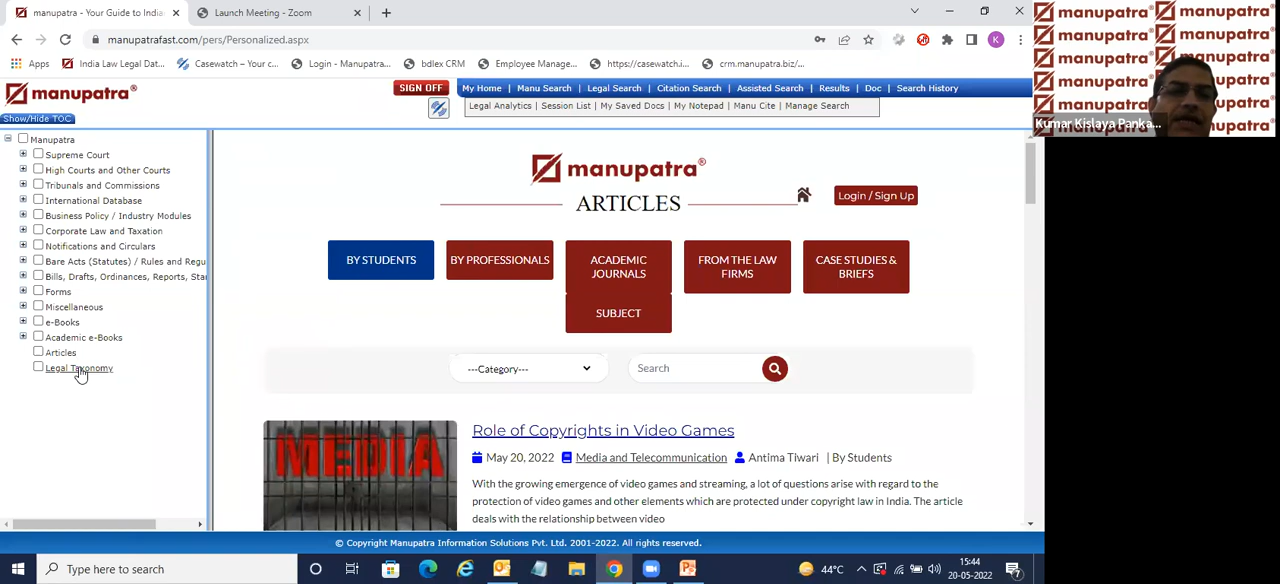 manupatra - Your Guide to India
Launch Meeting - Zoom
manupatrafast.com/pers/Personalized.aspx
K
Apps
India Law Legal Dat...
Casewatch – Your c...
Login - Manupatra...
bdlex CRM
Employee Manage...
https://casewatch.i...
crm.manupatra.biz/...
manupatra®
SIGN OFF
My Home | Manu Search | Legal Search | Citation Search | Assisted Search | Results | Doc | Search History
Legal Analytics | Session List | My Saved Docs | My Notepad | Manu Cite | Manage Search
Show/Hide TOC
Manupatra
Supreme Court
High Courts and Other Courts
Tribunals and Commissions
International Database
Business Policy / Industry Modules
Corporate Law and Taxation
Notifications and Circulars
Bare Acts (Statutes) / Rules and Regu
Bills, Drafts, Ordinances, Reports, Star
Forms
Miscellaneous
e-Books
Academic e-Books
Articles
Legal Taxonomy
manupatra®
ARTICLES
Login / Sign Up
BY STUDENTS
BY PROFESSIONALS
ACADEMIC JOURNALS
FROM THE LAW FIRMS
CASE STUDIES & BRIEFS
SUBJECT
---Category---
Search
MEDIA
Role of Copyrights in Video Games
May 20, 2022 Media and Telecommunication Antima Tiwari | By Students
With the growing emergence of video games and streaming, a lot of questions arise with regard to the
protection of video games and other elements which are protected under copyright law in India. The article
deals with the relationship between video
© Copyright Manupatra Information Solutions Pvt. Ltd. 2001-2022. All rights reserved.
Type here to search
44°C
15:44
20-05-2022
7
manupatra® manupatra®
manupatra® manupatra®
manupatra
manupatra
manupatra
Kumar Kislaya Panka...